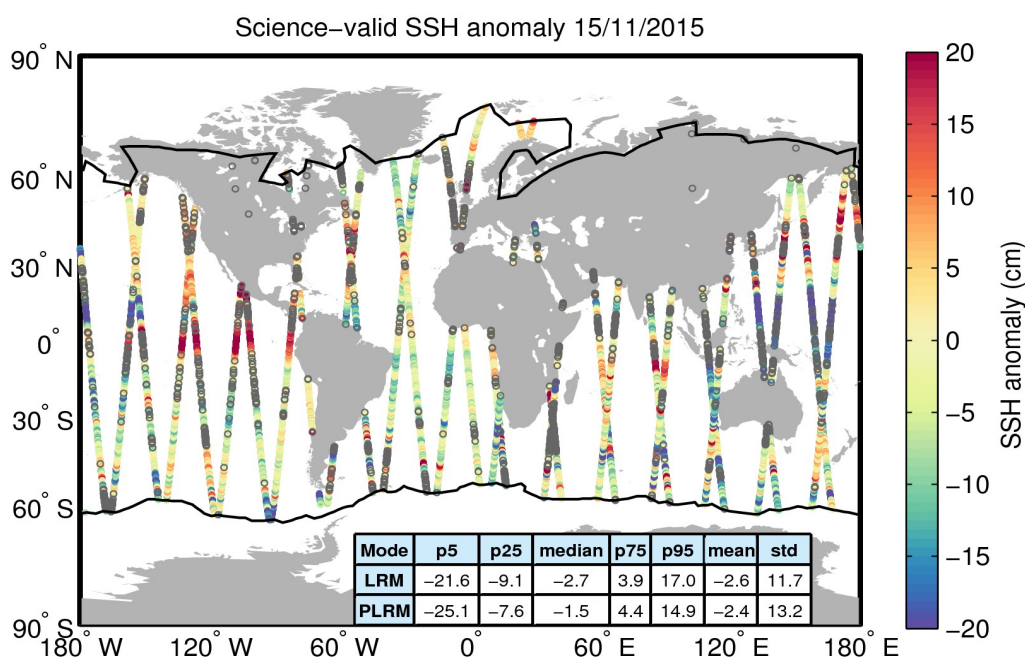 Science−valid SSH anomaly 15/11/2015
90° N
60° N
30° N
0°
30° S
60° S
90° S
180° W
120° W
60° W
0°
60° E
120° E
180° E
20
15
10
5
0
−5
−10
−15
−20
SSH anomaly (cm)
Mode p5 p25 median p75 p95 mean std
LRM −21.6 −9.1 −2.7 3.9 17.0 −2.6 11.7
PLRM −25.1 −7.6 −1.5 4.4 14.9 −2.4 13.2